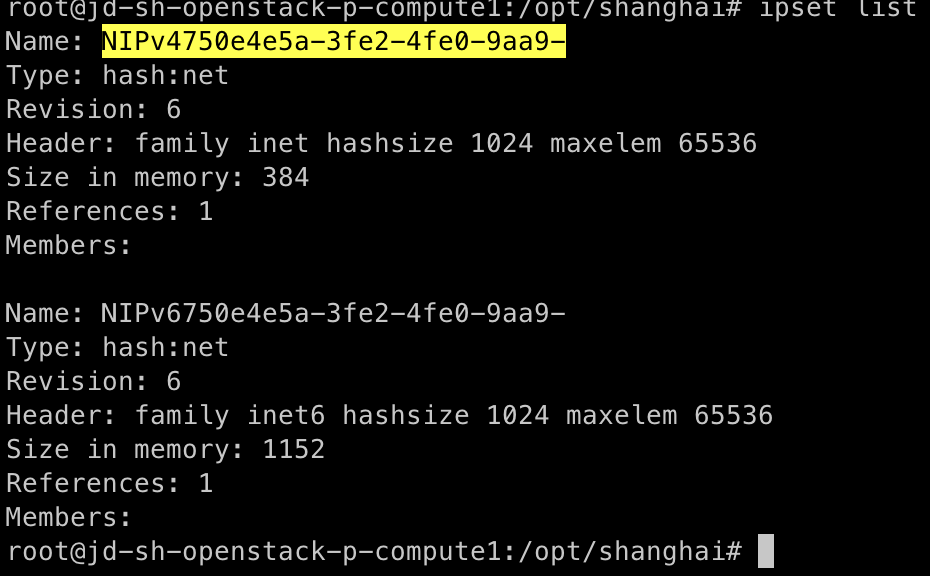 root@jd-sh-openstack-p-compute1:/opt/shanghai# ipset list
Name: NIPv4750e4e5a-3fe2-4fe0-9aa9-
Type: hash:net
Revision: 6
Header: family inet hashsize 1024 maxelem 65536
Size in memory: 384
References: 1
Members:
Name: NIPv6750e4e5a-3fe2-4fe0-9aa9-
Type: hash:net
Revision: 6
Header: family inet6 hashsize 1024 maxelem 65536
Size in memory: 1152
References: 1
Members:
root@jd-sh-openstack-p-compute1:/opt/shanghai#